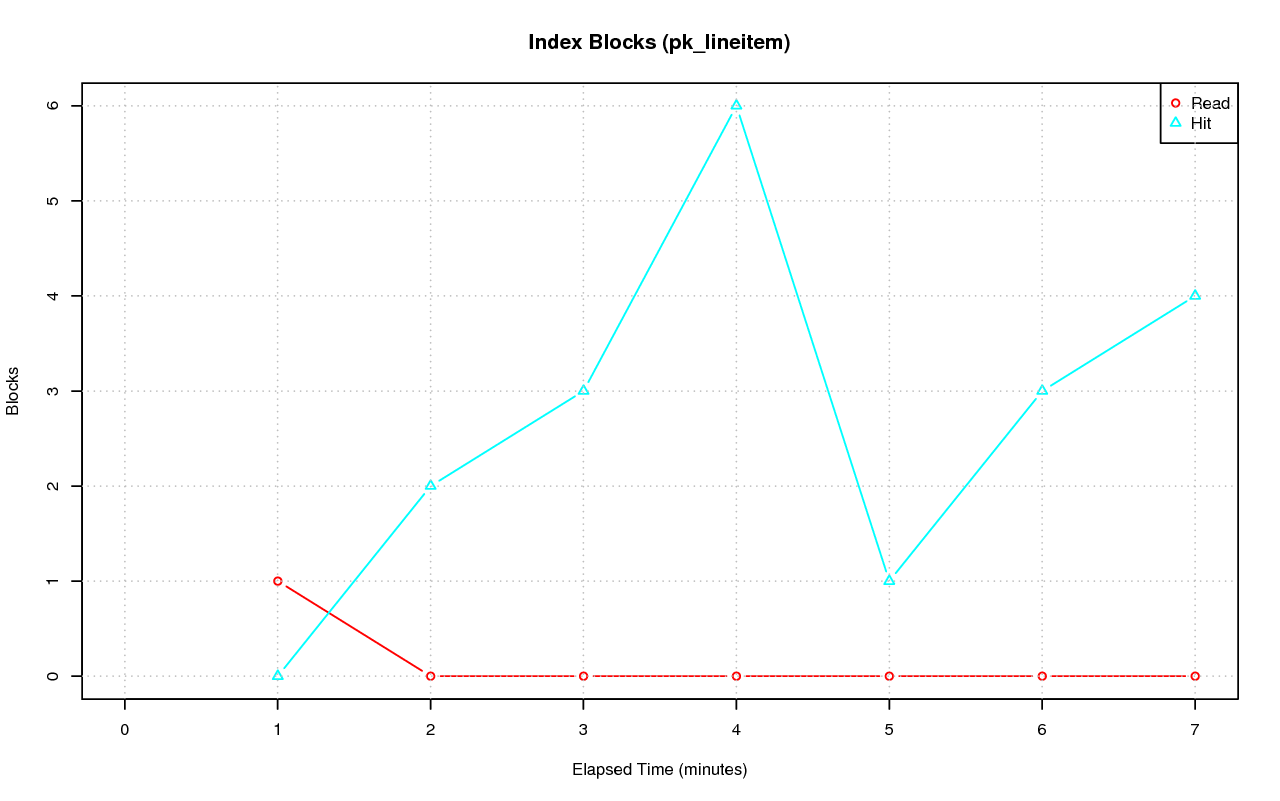 Index Blocks (pk_lineitem)
Read
Hit
6
5
4
3
2
1
0
Blocks
0 1 2 3 4 5 6 7
Elapsed Time (minutes)